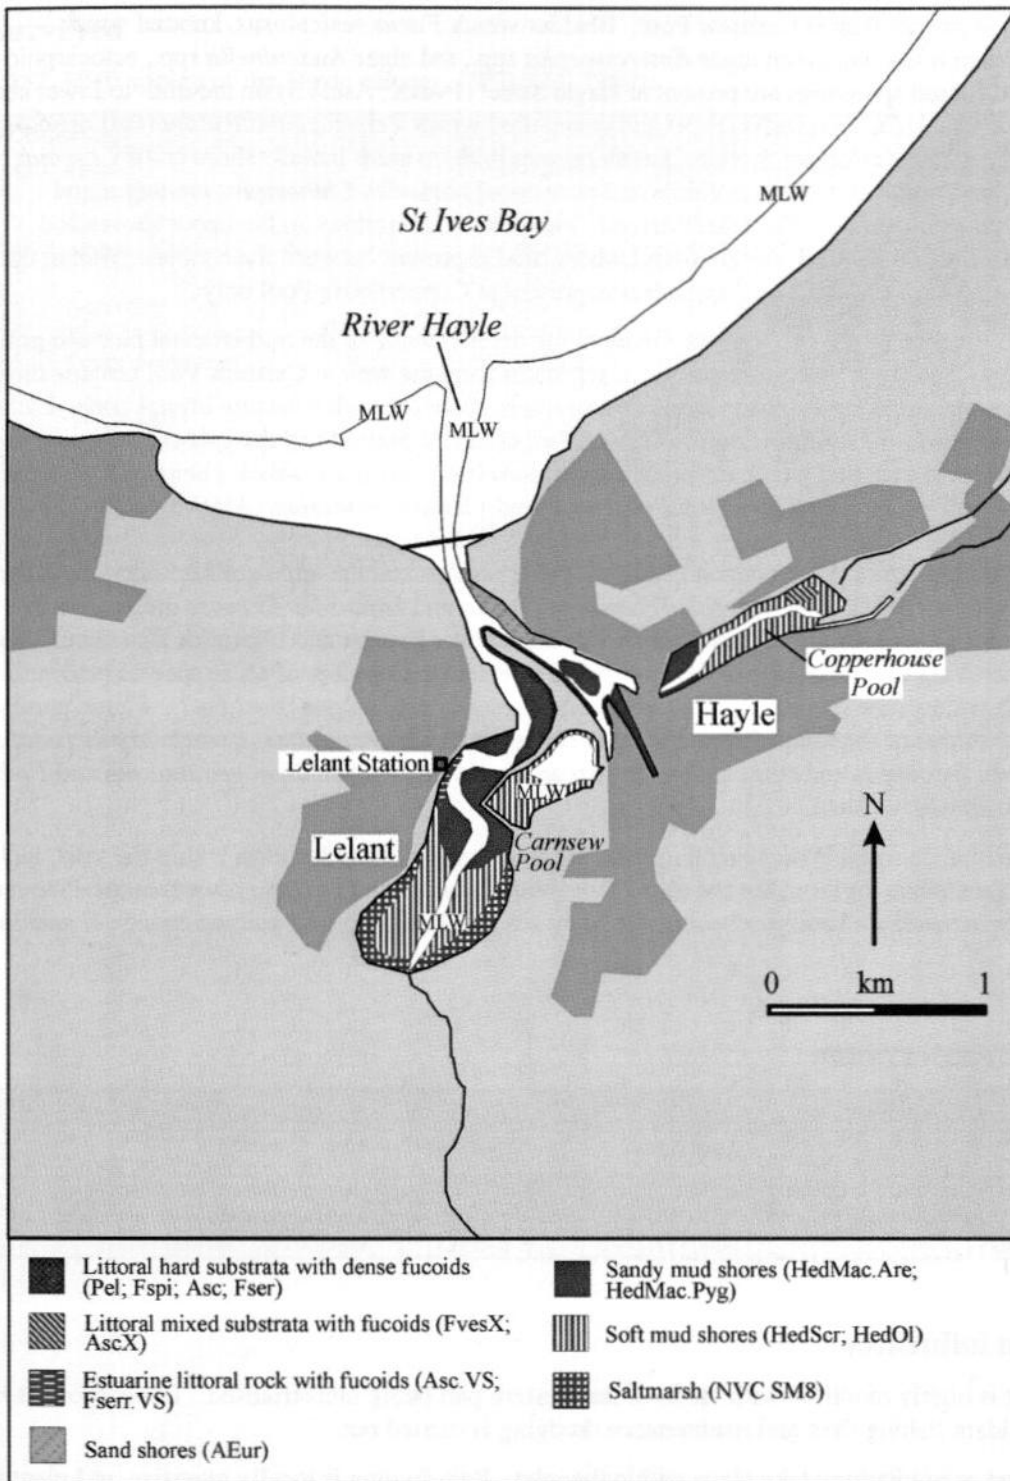 MLW
St Ives Bay
River Hayle
MLW
MLW
Copperhouse
Pool
Hayle
Lelant Station
MLW
Lelant
Carnsew
Pool
MLW
N
0 km 1
Littoral hard substrata with dense fucoids
(Pel; Fspi; Asc; Fser)
Littoral mixed substrata with fucoids (FvesX;
AscX)
Estuarine littoral rock with fucoids (Asc.VS;
Fserr.VS)
Sand shores (AEur)
Sandy mud shores (HedMac.Are;
HedMac.Pyg)
Soft mud shores (HedScr; HedOl)
Saltmarsh (NVC SM8)